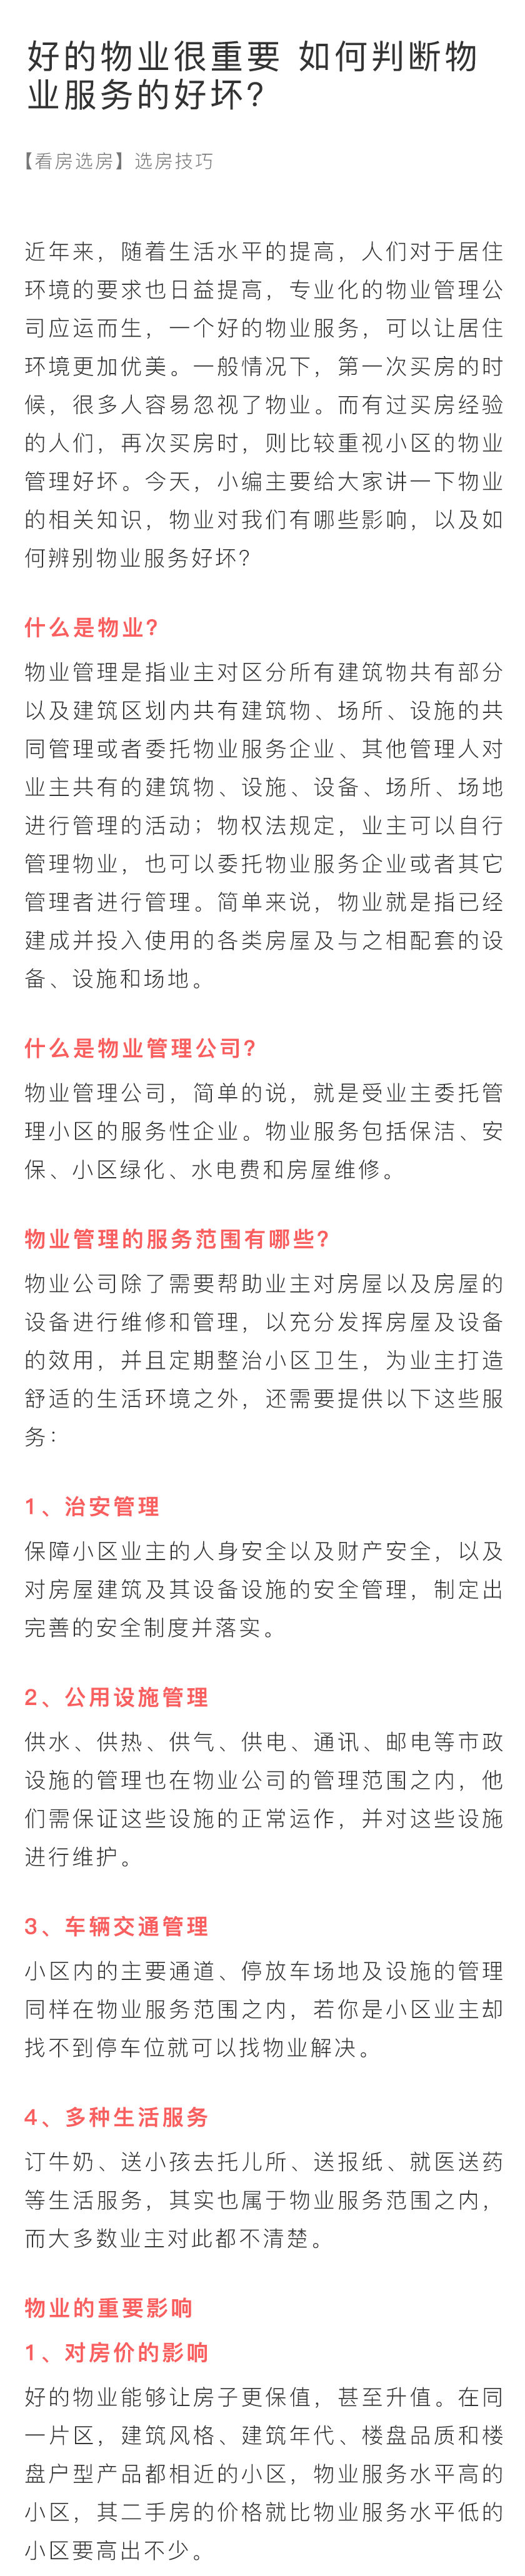 好的物业很重要 如何判断物
业服务的好坏?
【看房选房】选房技巧
近年来，随着生活水平的提高，人们对于居住
环境的要求也日益提高，专业化的物业管理公
司应运而生，一个好的物业服务，可以让居住
环境更加优美。一般情况下，第一次买房的时
候，很多人容易忽视了物业。而有过买房经验
的人们，再次买房时，则比较重视小区的物业
管理好坏。今天，小编主要给大家讲一下物业
的相关知识，物业对我们有哪些影响，以及如
何辨别物业服务好坏?
什么是物业?
物业管理是指业主对区分所有建筑物共有部分
以及建筑区划内共有建筑物、场所、设施的共
同管理或者委托物业服务企业、其他管理人对
业主共有的建筑物、设施、设备、场所、场地
进行管理的活动；物权法规定，业主可以自行
管理物业，也可以委托物业服务企业或者其它
管理者进行管理。简单来说，物业就是指已经
建成并投入使用的各类房屋及与之相配套的设
备、设施和场地。
什么是物业管理公司?
物业管理公司，简单的说，就是受业主委托管
理小区的服务性企业。物业服务包括保洁、安
保、小区绿化、水电费和房屋维修。
物业管理的服务范围有哪些?
物业公司除了需要帮助业主对房屋以及房屋的
设备进行维修和管理，以充分发挥房屋及设备
的效用，并且定期整治小区卫生，为业主打造
舒适的生活环境之外，还需要提供以下这些服
务：
1、治安管理
保障小区业主的人身安全以及财产安全，以及
对房屋建筑及其设备设施的安全管理，制定出
完善的安全制度并落实。
2、公用设施管理
供水、供热、供气、供电、通讯、邮电等市政
设施的管理也在物业公司的管理范围之内，他
们需保证这些设施的正常运作，并对这些设施
进行维护。
3、车辆交通管理
小区内的主要通道、停放车场地及设施的管理
同样在物业服务范围之内，若你是小区业主却
找不到停车位就可以找物业解决。
4、多种生活服务
订牛奶、送小孩去托儿所、送报纸、就医送药
等生活服务，其实也属于物业服务范围之内，
而大多数业主对此都不清楚。
物业的重要影响
1、对房价的影响
好的物业能够让房子更保值，甚至升值。在同
一片区，建筑风格、建筑年代、楼盘品质和楼
盘户型产品都相近的小区，物业服务水平高的
小区，其二手房的价格就比物业服务水平低的
小区要高出不少。